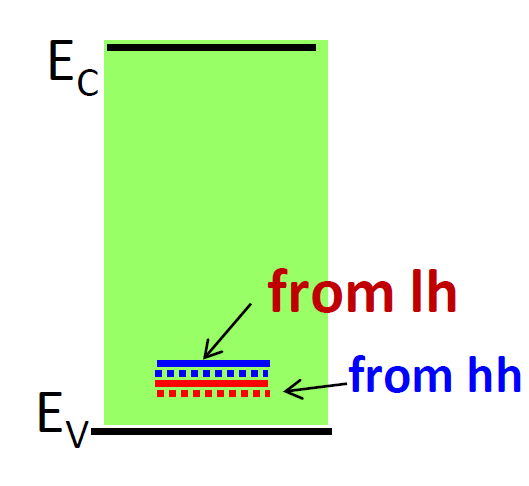 E_C
from lh
from hh
E_V